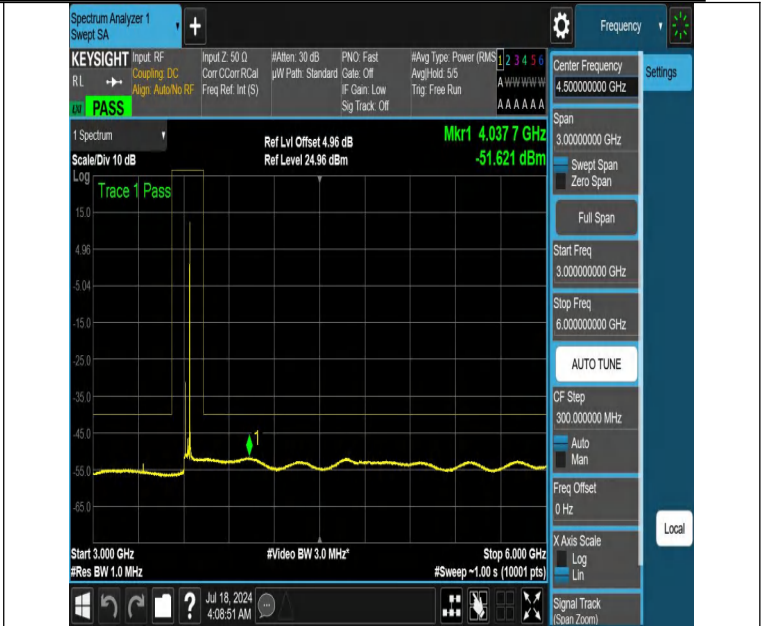 Spectrum Analyzer 1
Swept SA
Frequency
KEYSIGHT
RL
PASS
Input: RF
Coupling: DC
Align: Auto/No RF
Input Z: 50 Ω
Corr CCorr RCal
Freq Ref: Int (S)
#Atten: 30 dB
µW Path: Standard
PNO: Fast
Gate: Off
IF Gain: Low
Sig Track: Off
#Avg Type: Power (RMS
Avg|Hold: 5/5
Trig: Free Run
1 2 3 4 5 6
A W W W W W
A A A A A A
1 Spectrum
Scale/Div 10 dB
Ref Lvl Offset 4.96 dB
Ref Level 24.96 dBm
Mkr1 4.037 7 GHz
-51.621 dBm
Log
Trace 1 Pass
15.0
4.96
-5.04
-15.0
-25.0
-35.0
-45.0
-55.0
-65.0
1
Start 3.000 GHz
#Res BW 1.0 MHz
#Video BW 3.0 MHz*
Stop 6.000 GHz
#Sweep ~1.00 s (10001 pts)
Jul 18, 2024
4:08:51 AM
Center Frequency
4.500000000 GHz
Span
3.00000000 GHz
Swept Span
Zero Span
Full Span
Start Freq
3.000000000 GHz
Stop Freq
6.000000000 GHz
AUTO TUNE
CF Step
300.000000 MHz
Auto
Man
Freq Offset
0 Hz
X Axis Scale
Log
Lin
Signal Track
(Span Zoom)
Settings
Local